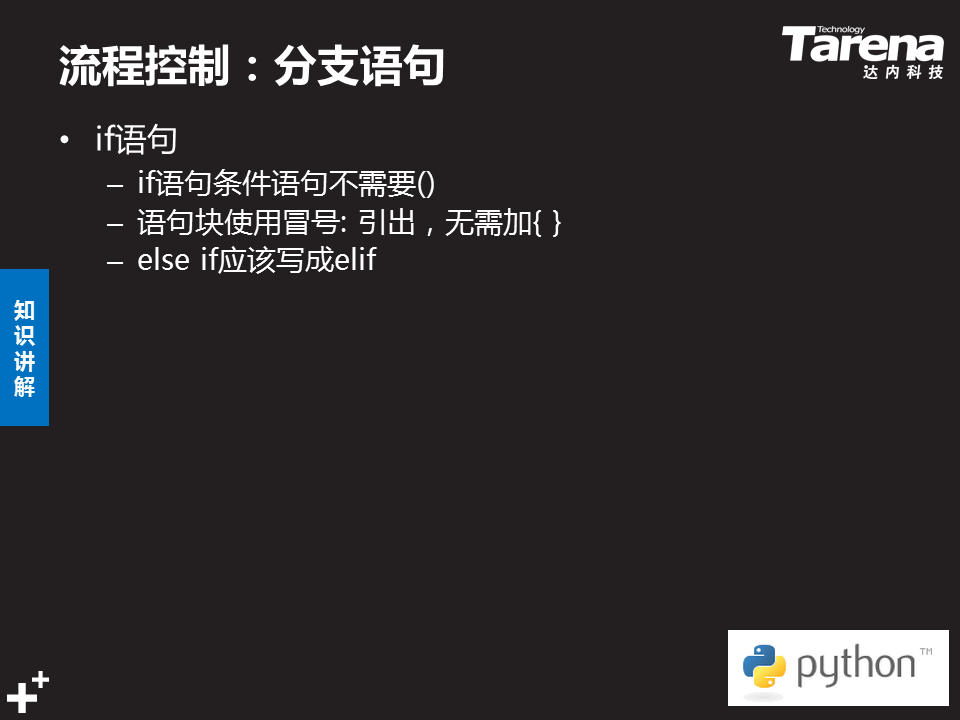 流程控制：分支语句
Technology
Tarena
达内科技
• if语句
– if语句条件语句不需要()
– 语句块使用冒号: 引出，无需加{ }
– else if应该写成elif
知
识
讲
解
python™